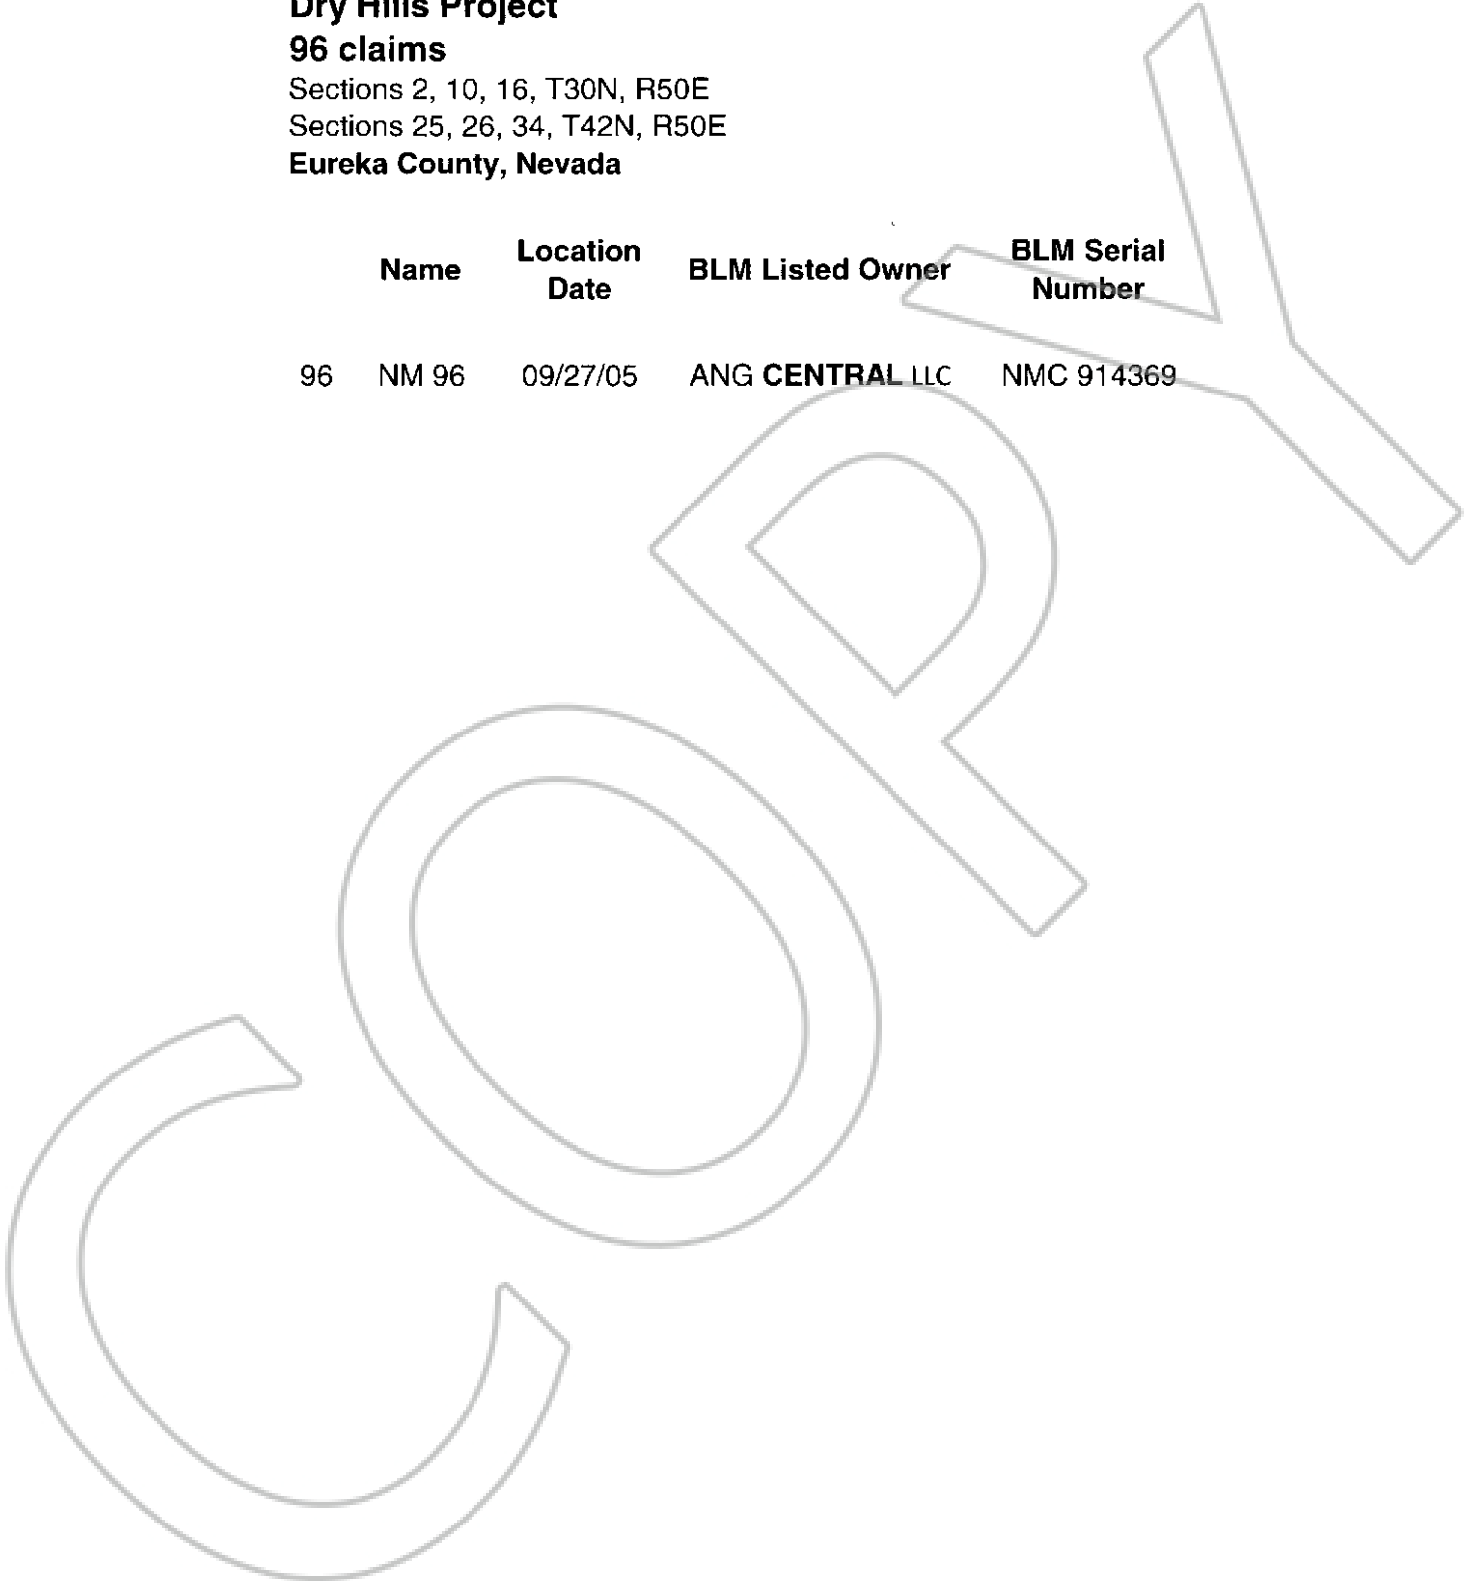 Dry Hills Project
96 claims
Sections 2, 10, 16, T30N, R50E
Sections 25, 26, 34, T42N, R50E
Eureka County, Nevada
Name Location Date BLM Listed Owner BLM Serial Number
96 NM 96 09/27/05 ANG CENTRAL LLC NMC 914369
COPY